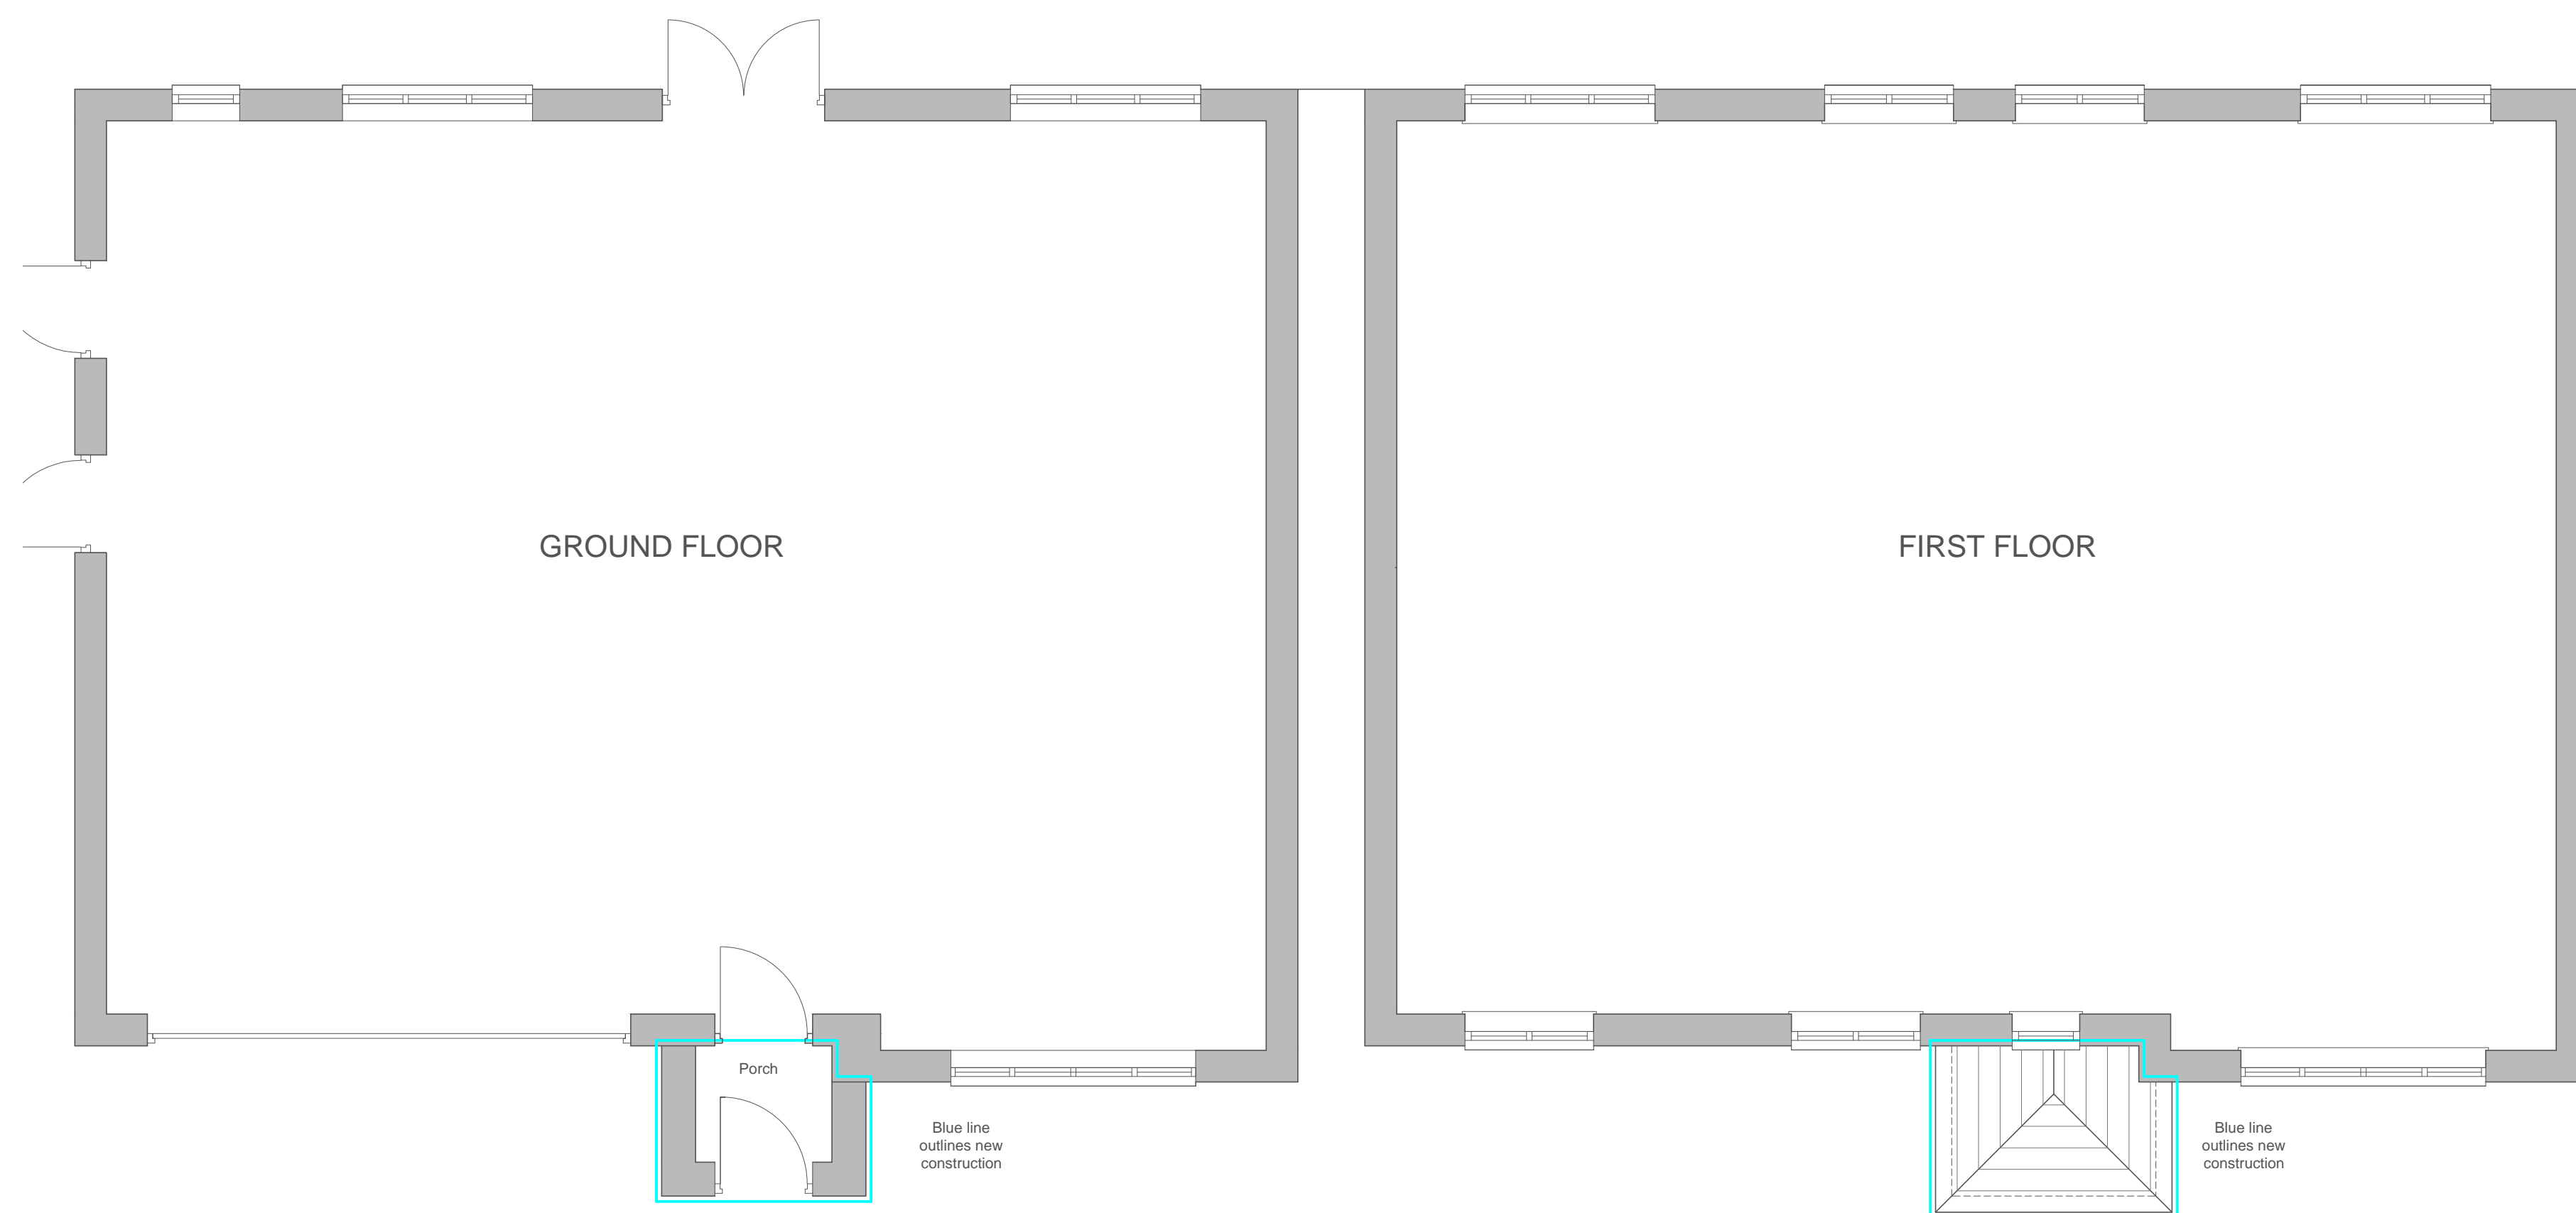 GROUND FLOOR
FIRST FLOOR
Porch
Blue line
outlines new
construction
Blue line
outlines new
construction